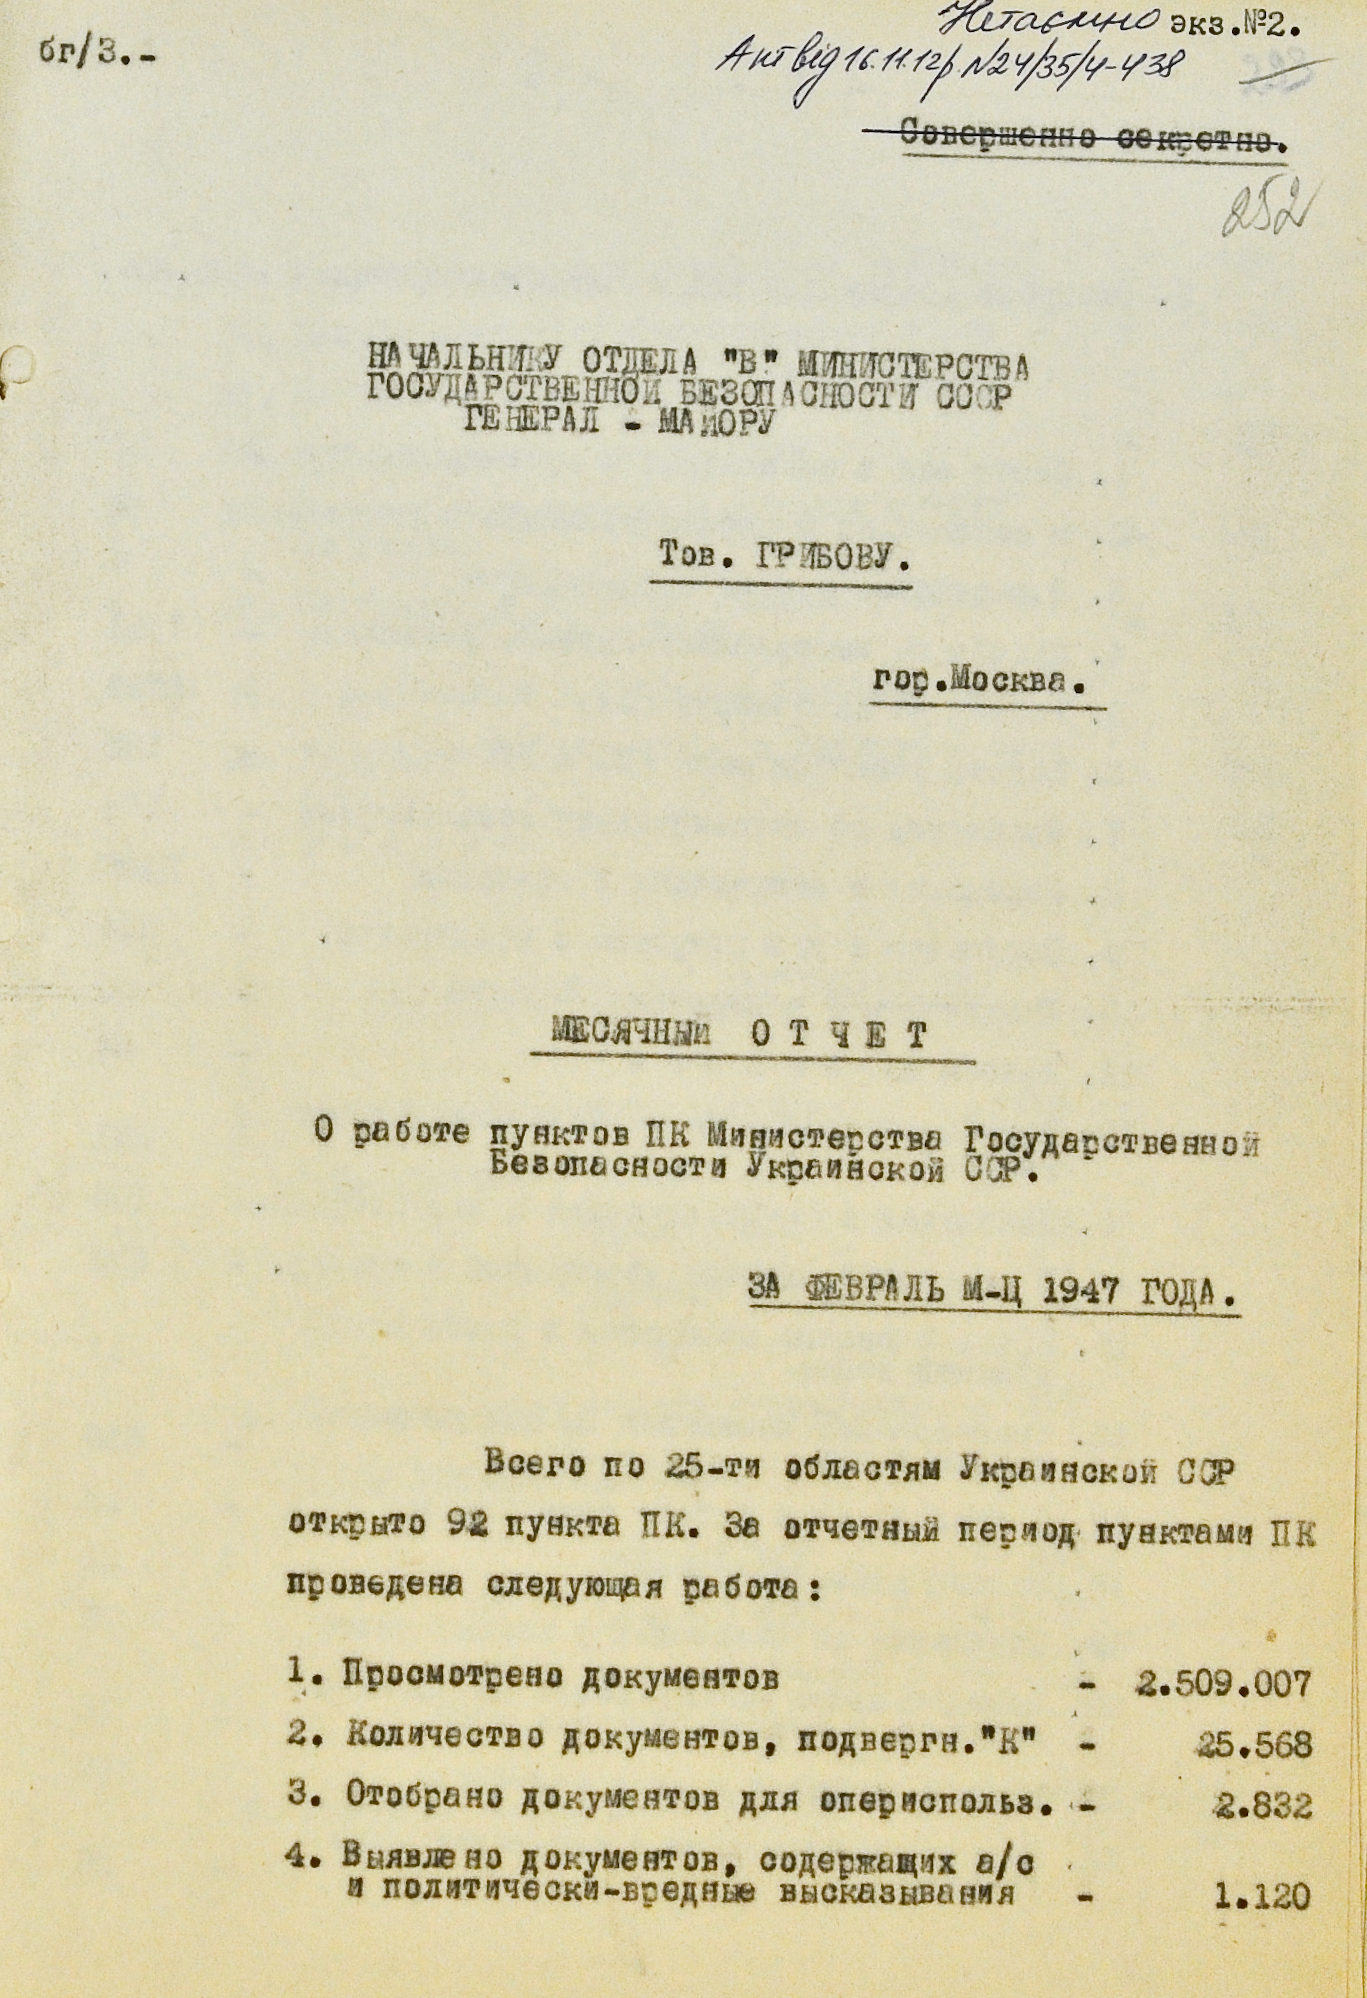 бг/3.-
Нетаємно экз.№2.
Акт від 16.11.12р. №24/35/4-438
Совершенно секретно.
252
НАЧАЛЬНИКУ ОТДЕЛА "В" МИНИСТЕРСТВА
ГОСУДАРСТВЕННОЙ БЕЗОПАСНОСТИ СССР
ГЕНЕРАЛ - МАЙОРУ
Тов. ГРИБОВУ.
гор.Москва.
МЕСЯЧНЫЙ О Т Ч Е Т
О работе пунктов ПК Министерства Государственной
Безопасности Украинской ССР.
ЗА ФЕВРАЛЬ М-Ц 1947 ГОДА.
Всего по 25-ти областям Украинской ССР
открыто 92 пункта ПК. За отчетный период пунктами ПК
проведена следующая работа:
1. Просмотрено документов - 2.509.007
2. Количество документов, подвергн."К" - 25.568
3. Отобрано документов для опериспольз. - 2.832
4. Выявлено документов, содержащих а/с
и политически-вредные высказывания - 1.120